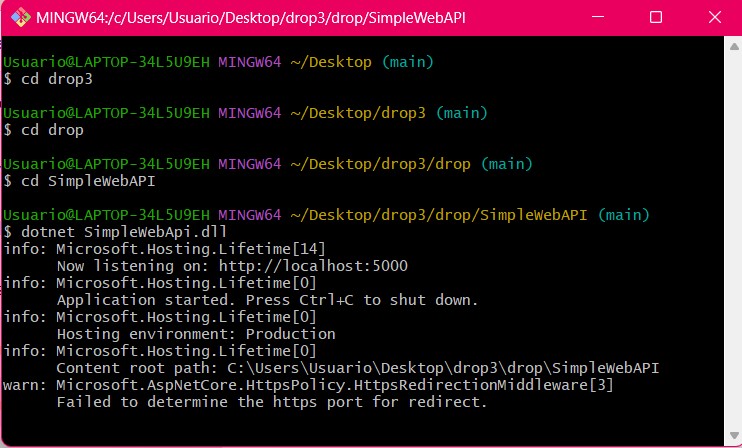 MINGW64:/c/Users/Usuario/Desktop/drop3/drop/SimpleWebAPI
Usuario@LAPTOP-34L5U9EH MINGW64 ~/Desktop (main)
$ cd drop3
Usuario@LAPTOP-34L5U9EH MINGW64 ~/Desktop/drop3 (main)
$ cd drop
Usuario@LAPTOP-34L5U9EH MINGW64 ~/Desktop/drop3/drop (main)
$ cd SimpleWebAPI
Usuario@LAPTOP-34L5U9EH MINGW64 ~/Desktop/drop3/drop/SimpleWebAPI (main)
$ dotnet SimpleWebApi.dll
info: Microsoft.Hosting.Lifetime[14]
      Now listening on: http://localhost:5000
info: Microsoft.Hosting.Lifetime[0]
      Application started. Press Ctrl+C to shut down.
info: Microsoft.Hosting.Lifetime[0]
      Hosting environment: Production
info: Microsoft.Hosting.Lifetime[0]
      Content root path: C:\Users\Usuario\Desktop\drop3\drop\SimpleWebAPI
warn: Microsoft.AspNetCore.HttpsPolicy.HttpsRedirectionMiddleware[3]
      Failed to determine the https port for redirect.